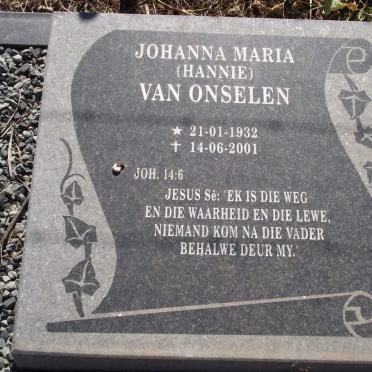 JOHANNA MARIA
(HANNIE)
VAN ONSELEN
★ 21-01-1932
✝ 14-06-2001
JOH. 14:6
JESUS Sê: "EK IS DIE WEG
EN DIE WAARHEID EN DIE LEWE,
NIEMAND KOM NA DIE VADER
BEHALWE DEUR MY."